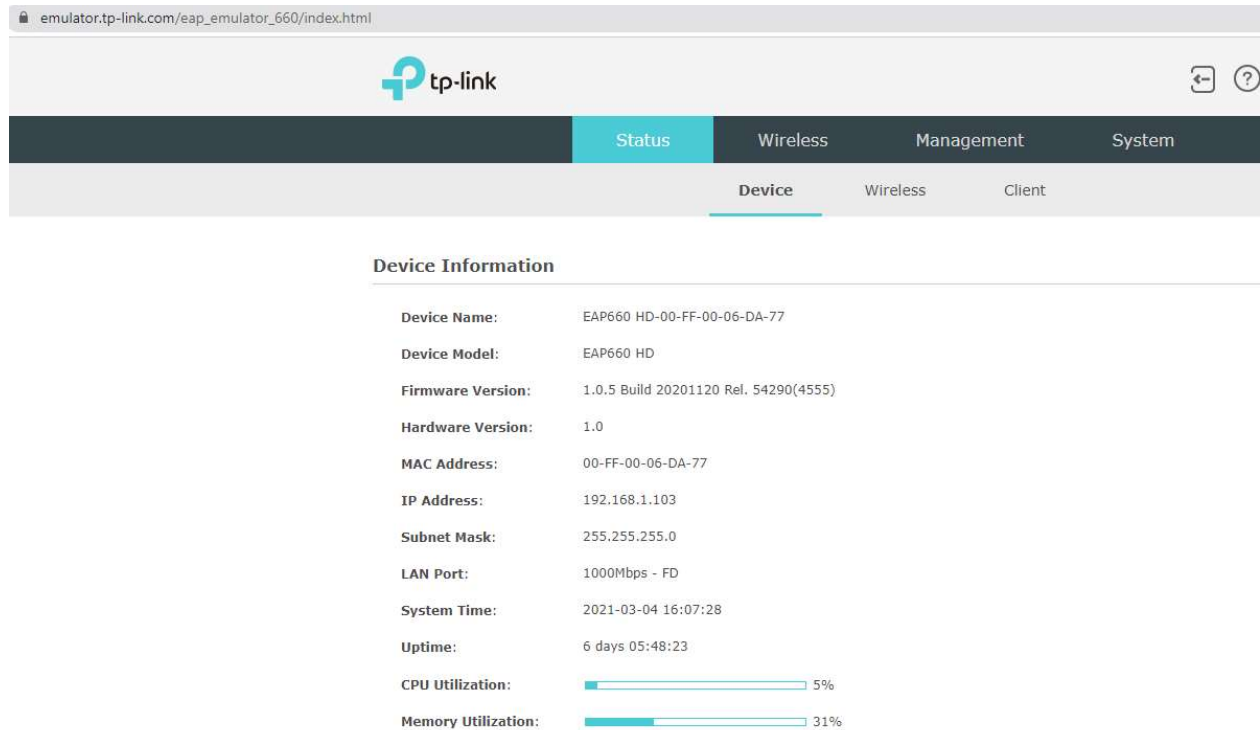 emulator.tp-link.com/eap_emulator_660/index.html
tp-link
?
Status Wireless Management System
Device Wireless Client
Device Information
Device Name: EAP660 HD-00-FF-00-06-DA-77
Device Model: EAP660 HD
Firmware Version: 1.0.5 Build 20201120 Rel. 54290(4555)
Hardware Version: 1.0
MAC Address: 00-FF-00-06-DA-77
IP Address: 192.168.1.103
Subnet Mask: 255.255.255.0
LAN Port: 1000Mbps - FD
System Time: 2021-03-04 16:07:28
Uptime: 6 days 05:48:23
CPU Utilization: 5%
Memory Utilization: 31%